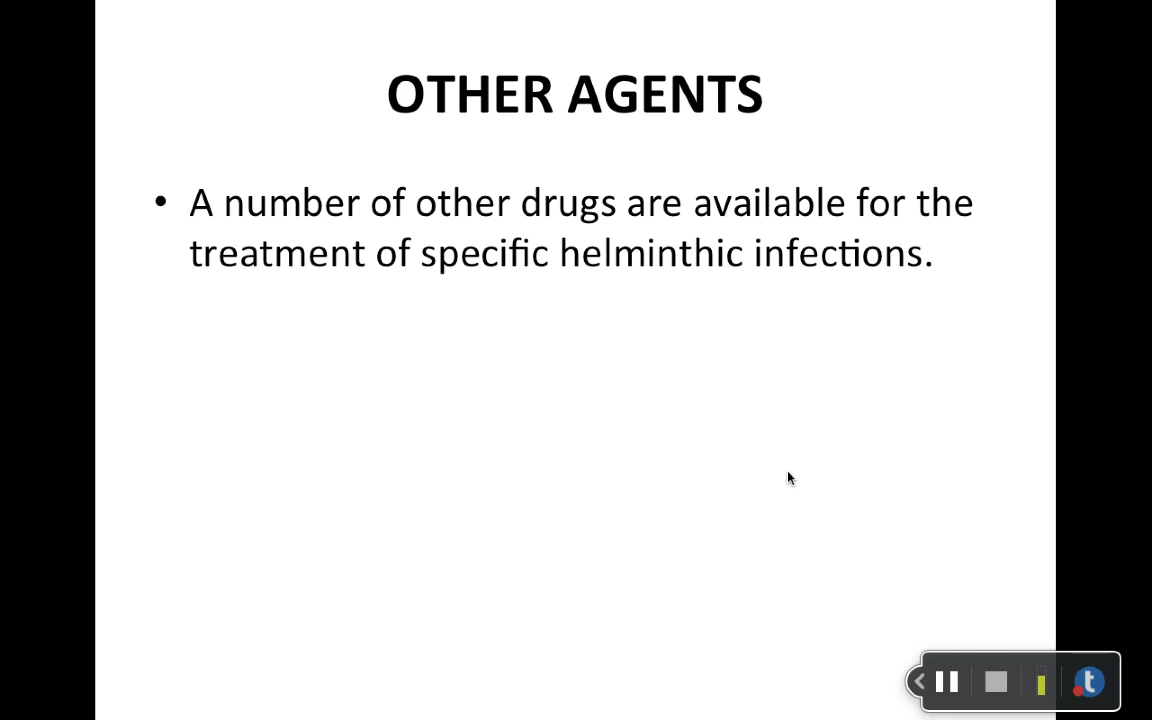 OTHER AGENTS
• A number of other drugs are available for the
treatment of specific helminthic infections.
t